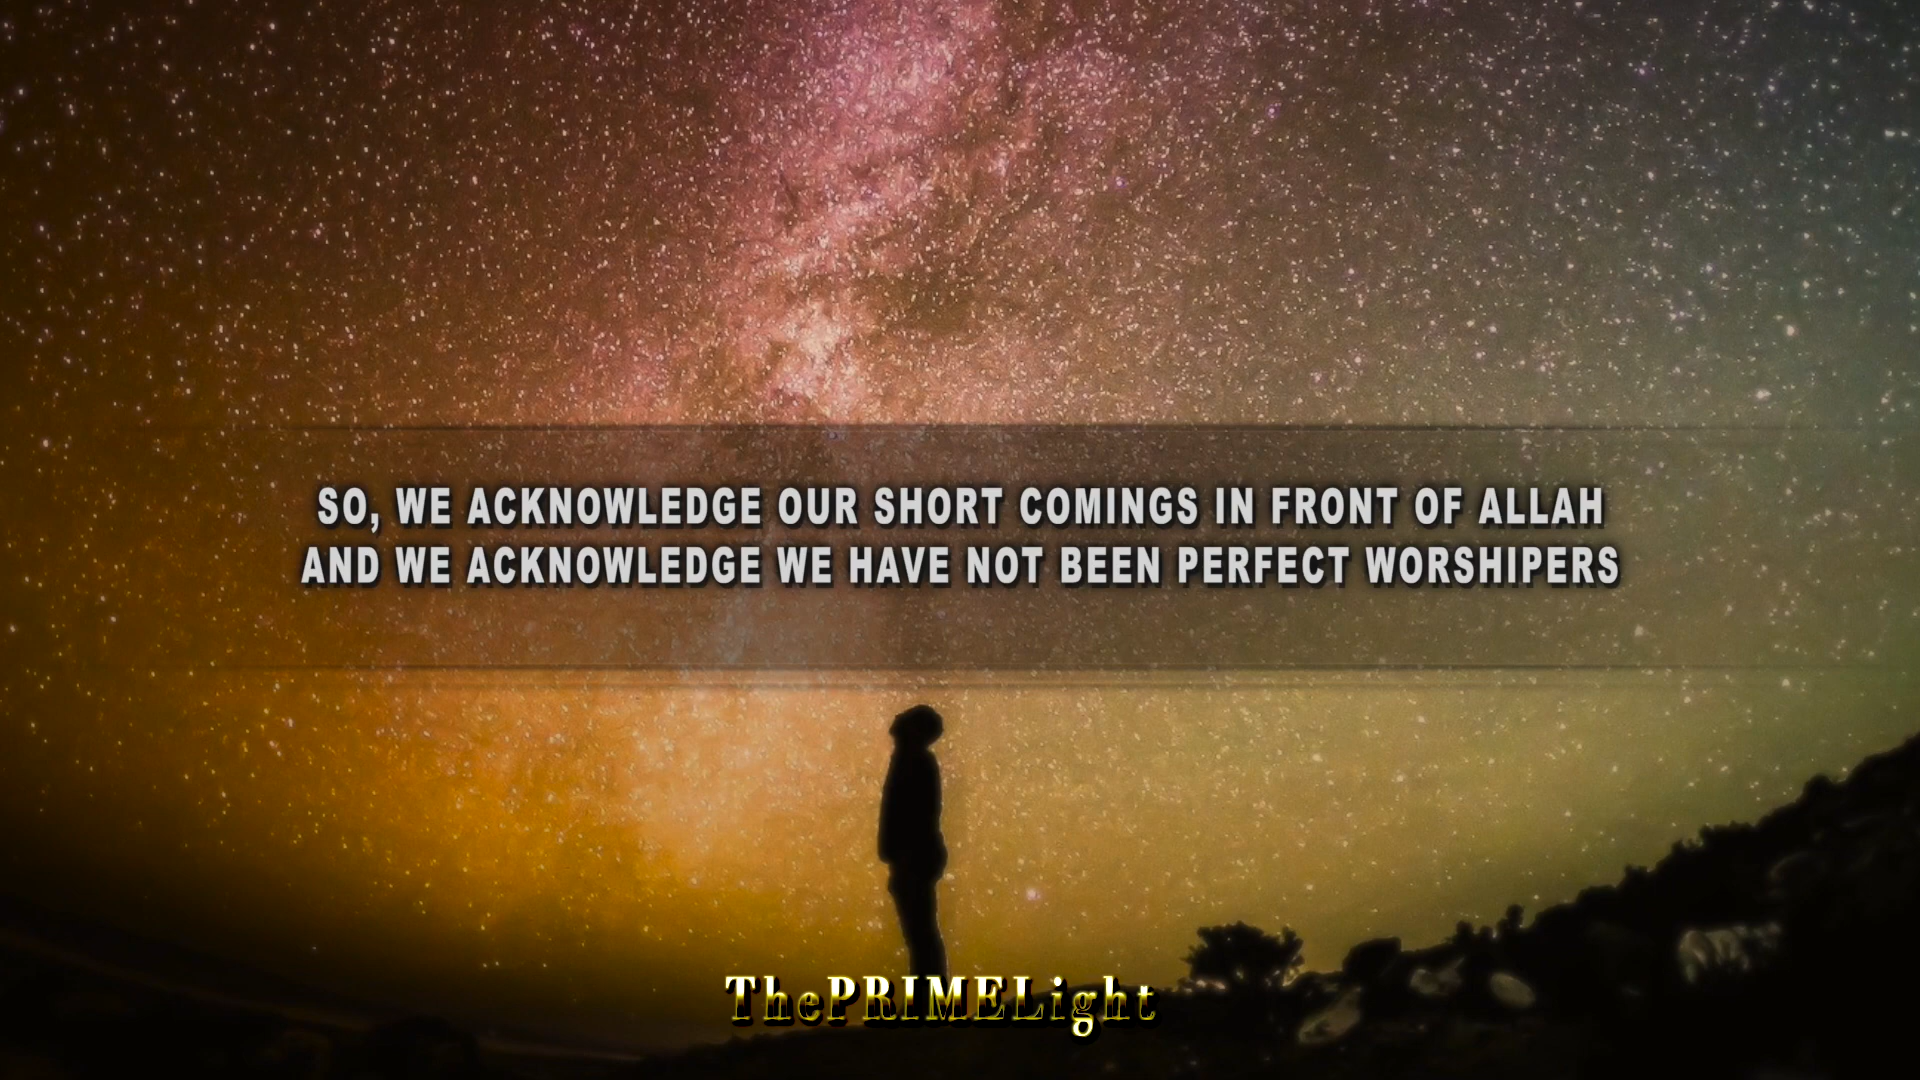 SO, WE ACKNOWLEDGE OUR SHORT COMINGS IN FRONT OF ALLAH
AND WE ACKNOWLEDGE WE HAVE NOT BEEN PERFECT WORSHIPERS
ThePRIMELight